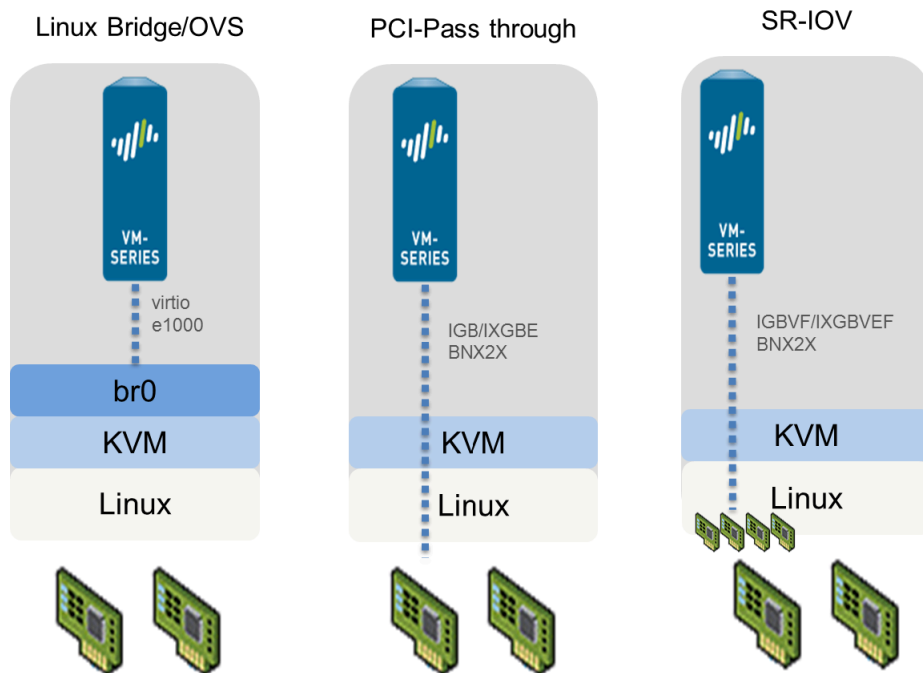 Linux Bridge/OVS
VM-
SERIES
virtio
e1000
br0
KVM
Linux
PCI-Pass through
VM-
SERIES
IGB/IXGBE
BNX2X
KVM
Linux
SR-IOV
VM-
SERIES
IGBVF/IXGBVEF
BNX2X
KVM
Linux